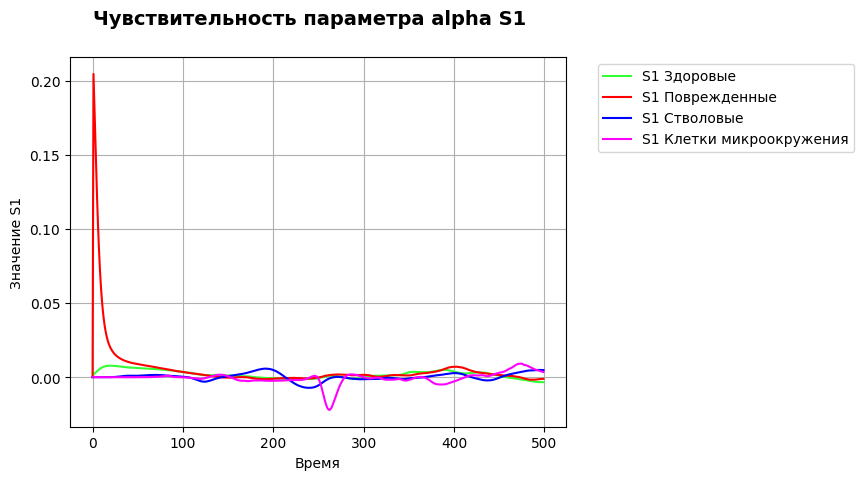 Чувствительность параметра alpha S1
S1 Здоровые
S1 Поврежденные
S1 Стволовые
S1 Клетки микроокружения
Значение S1
0.20
0.15
0.10
0.05
0.00
0 100 200 300 400 500
Время